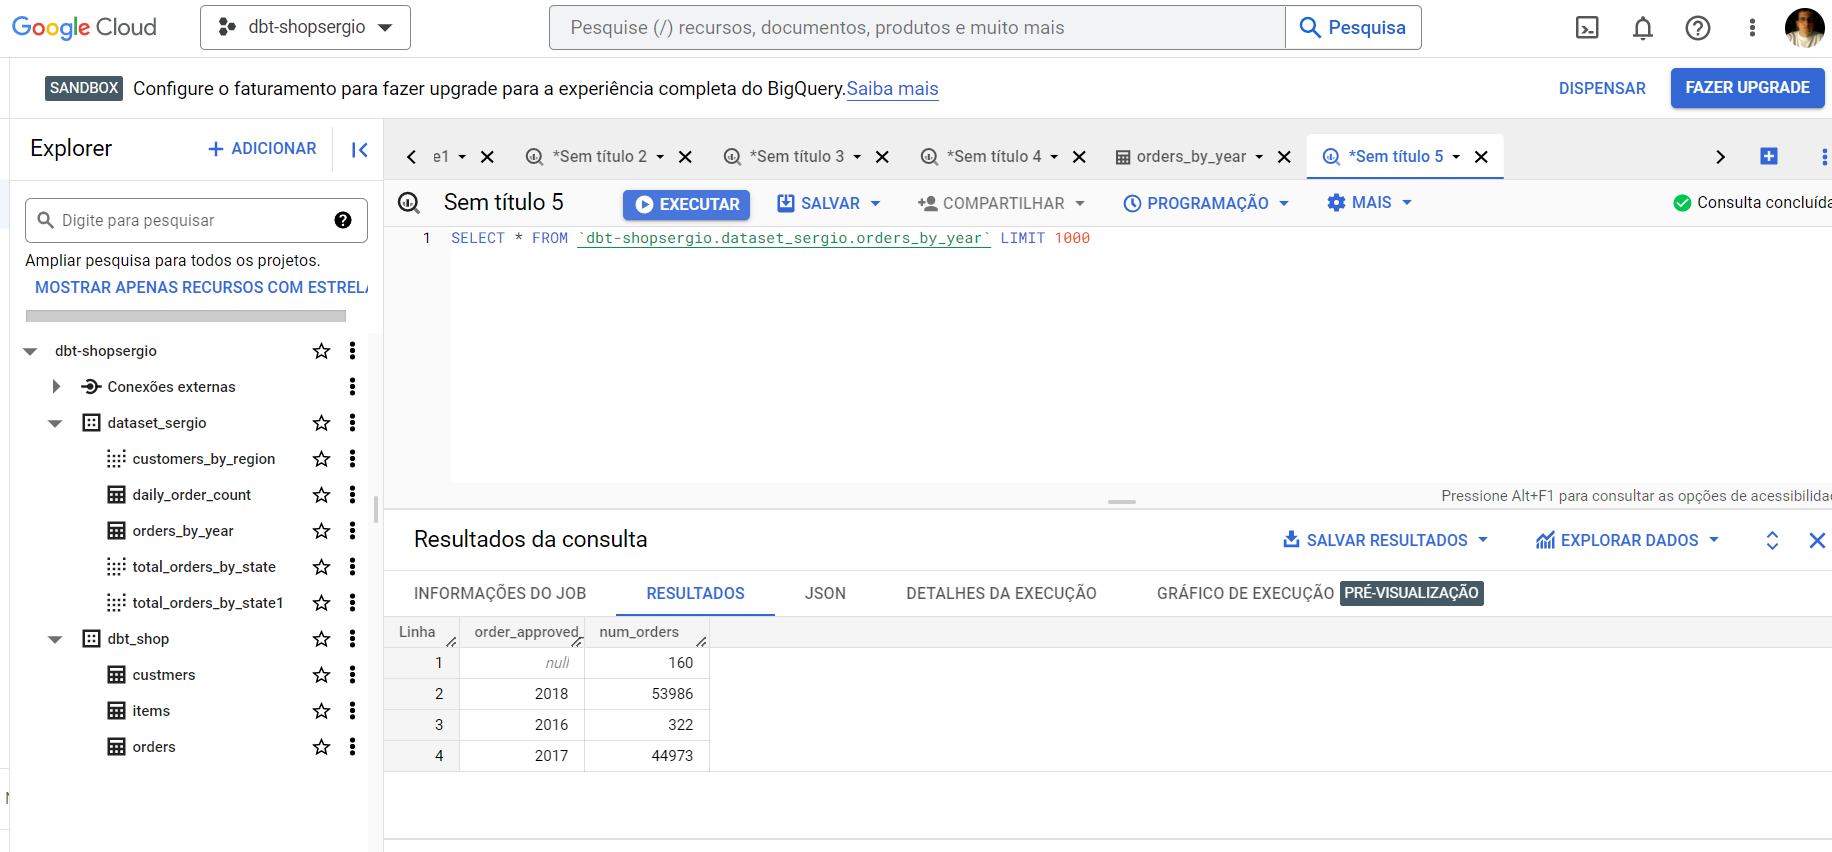 Google Cloud
dbt-shopsergio
Pesquise (/) recursos, documentos, produtos e muito mais
Pesquisa
SANDBOX Configure o faturamento para fazer upgrade para a experiência completa do BigQuery. Saiba mais
DISPENSAR
FAZER UPGRADE
Explorer
ADICIONAR
Digite para pesquisar
Ampliar pesquisa para todos os projetos.
MOSTRAR APENAS RECURSOS COM ESTRELA
dbt-shopsergio
Conexões externas
dataset_sergio
customers_by_region
daily_order_count
orders_by_year
total_orders_by_state
total_orders_by_state1
dbt_shop
custmers
items
orders
e1 *Sem título 2 *Sem título 3 *Sem título 4 orders_by_year *Sem título 5
Sem título 5 EXECUTAR SALVAR COMPARTILHAR PROGRAMAÇÃO MAIS Consulta concluída
1 SELECT * FROM `dbt-shopsergio.dataset_sergio.orders_by_year` LIMIT 1000
Pressione Alt+F1 para consultar as opções de acessibilidad
Resultados da consulta
SALVAR RESULTADOS
EXPLORAR DADOS
INFORMAÇÕES DO JOB RESULTADOS JSON DETALHES DA EXECUÇÃO GRÁFICO DE EXECUÇÃO PRÉ-VISUALIZAÇÃO
Linha order_approved_ num_orders
1 null 160
2 2018 53986
3 2016 322
4 2017 44973